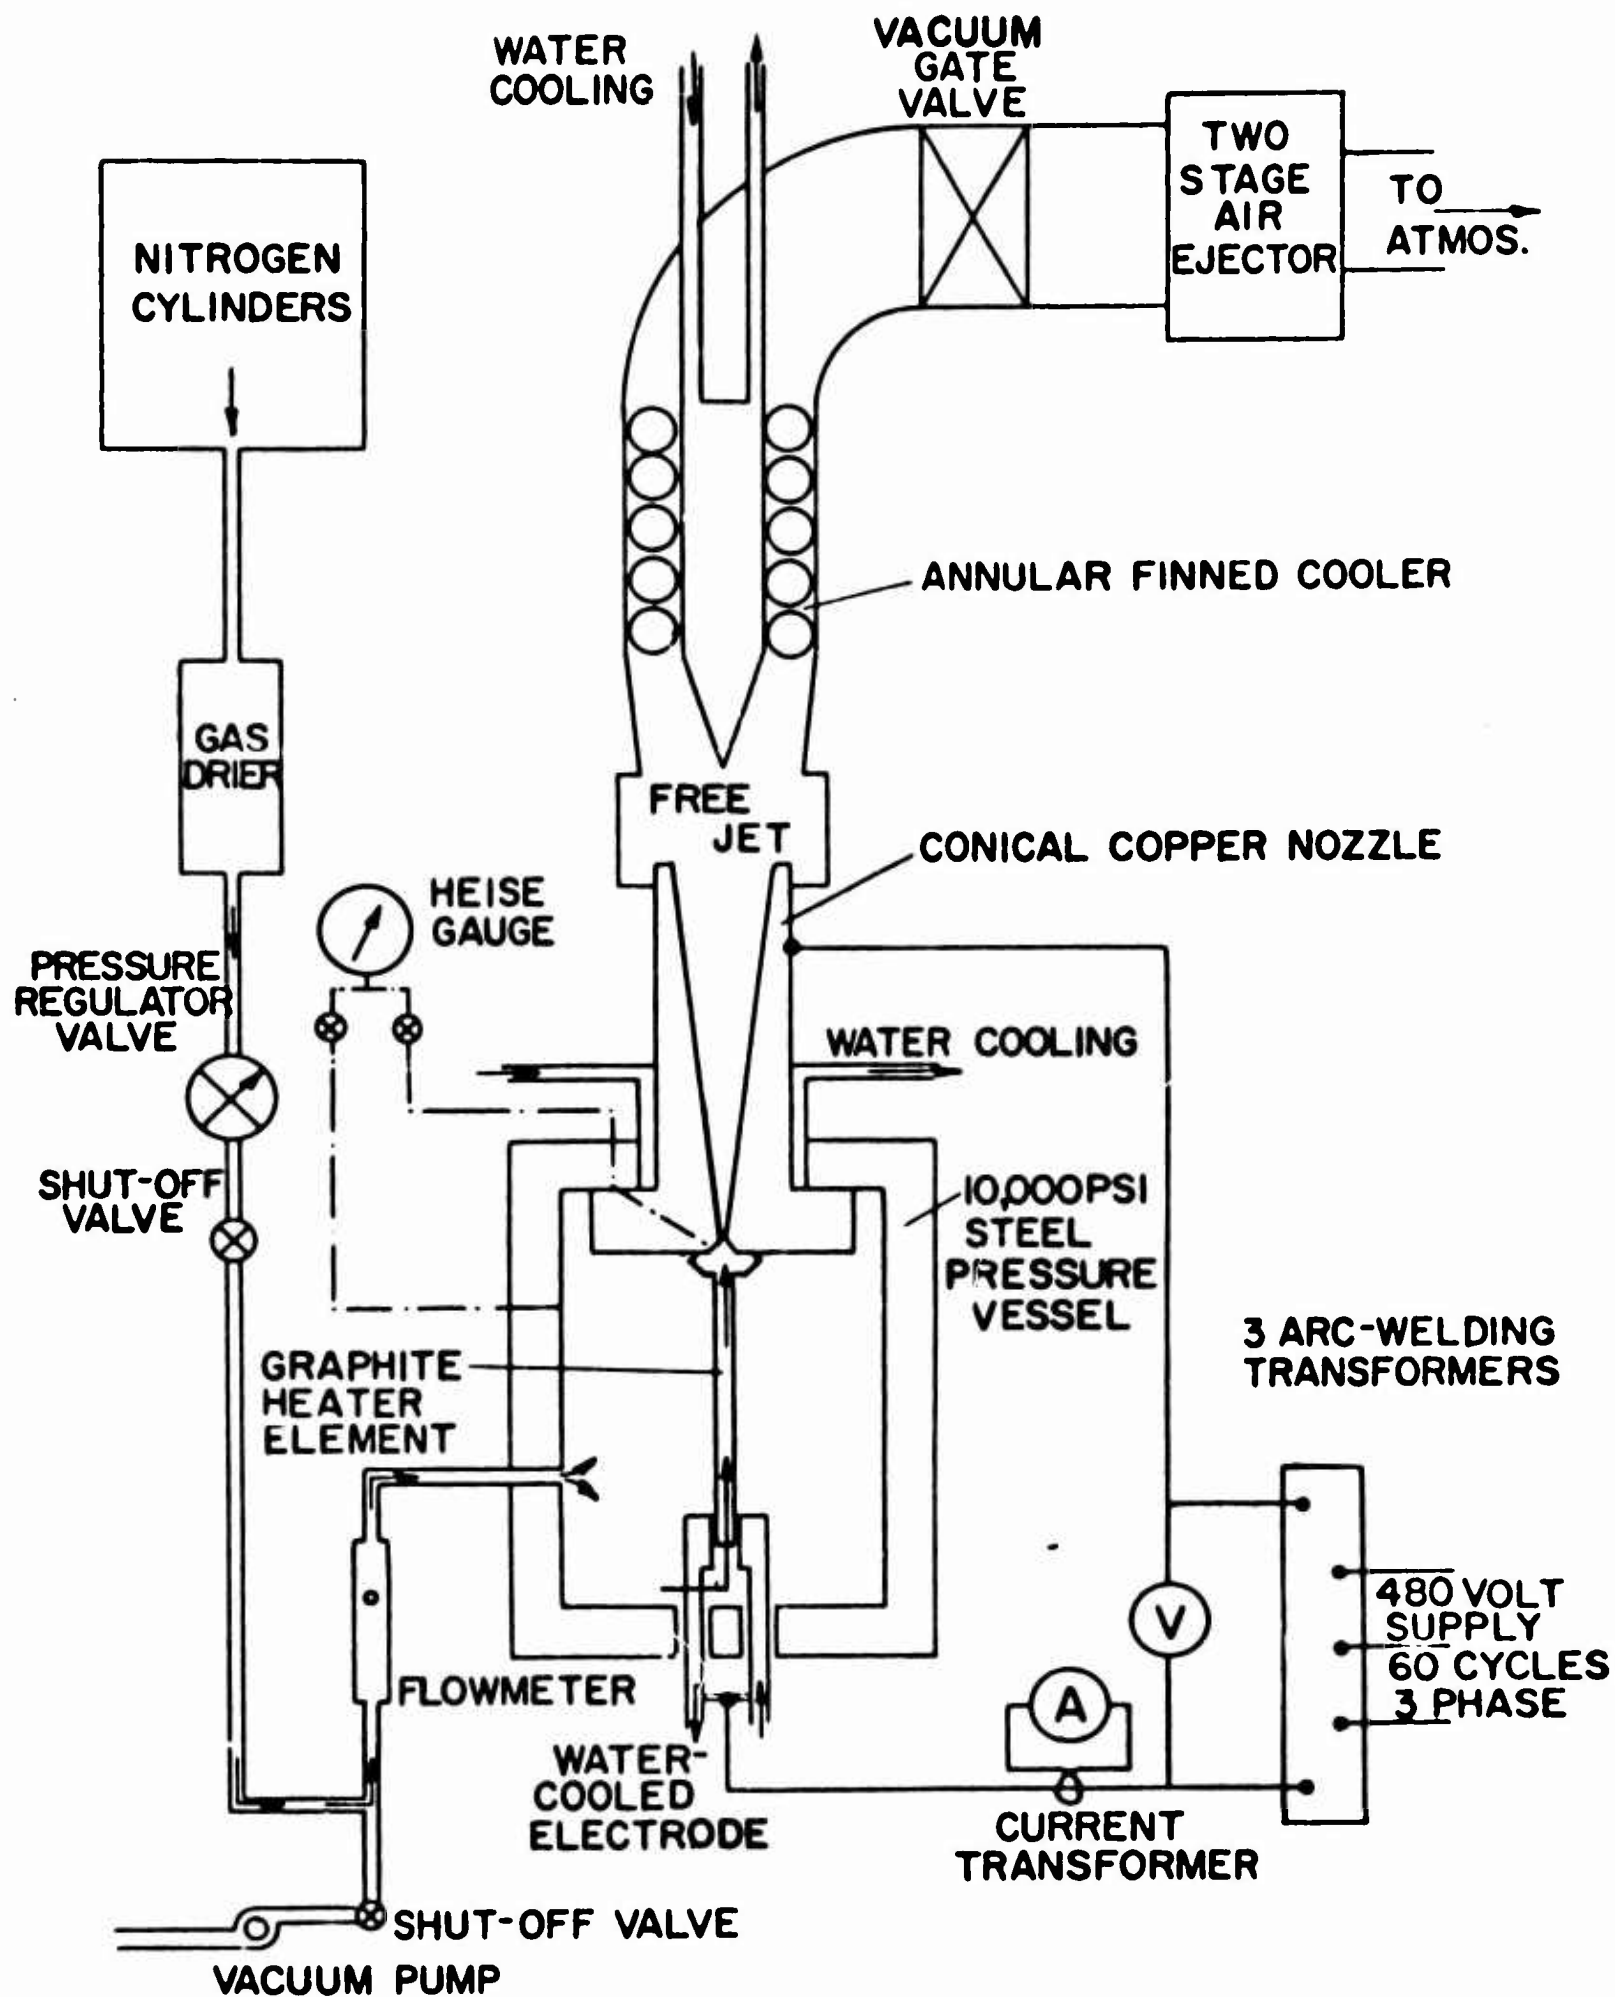 WATER
COOLING
VACUUM
GATE
VALVE
TWO
STAGE
AIR
EJECTOR
TO
ATMOS.
NITROGEN
CYLINDERS
ANNULAR FINNED COOLER
GAS
DRIER
FREE
JET
CONICAL COPPER NOZZLE
HEISE
GAUGE
PRESSURE
REGULATOR
VALVE
WATER COOLING
SHUT-OFF
VALVE
10,000PSI
STEEL
PRESSURE
VESSEL
3 ARC-WELDING
TRANSFORMERS
GRAPHITE
HEATER
ELEMENT
V
480 VOLT
SUPPLY
60 CYCLES
3 PHASE
FLOWMETER
A
WATER-
COOLED
ELECTRODE
CURRENT
TRANSFORMER
SHUT-OFF VALVE
VACUUM PUMP